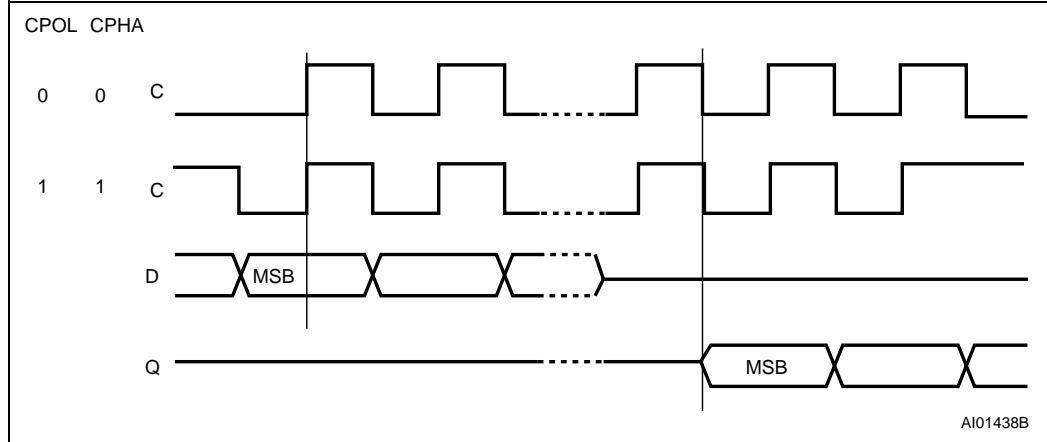 CPOL CPHA
0 0 C
1 1 C
D MSB
Q MSB
AI01438B